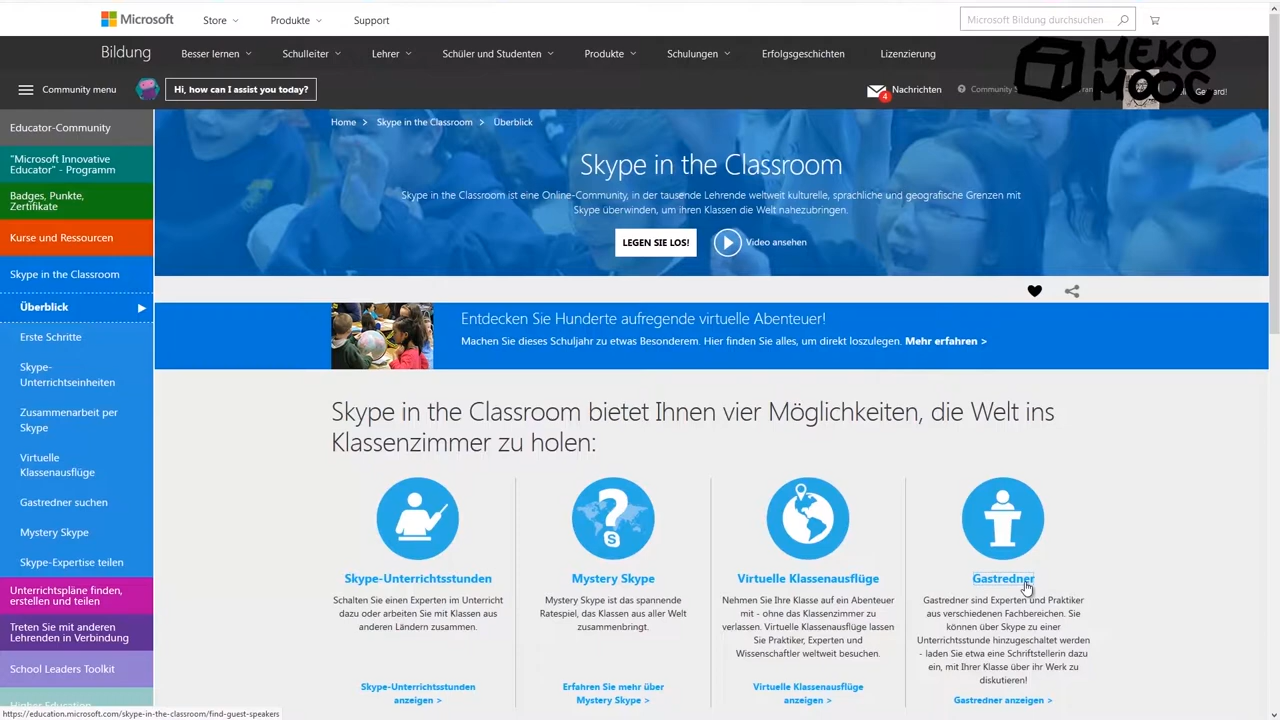 Microsoft
Store
Produkte
Support
Microsoft Bildung durchsuchen
Bildung
Besser lernen
Schulleiter
Lehrer
Schüler und Studenten
Produkte
Schulungen
Erfolgsgeschichten
Lizenzierung
MEKO
MOOC
Community menu
Hi, how can I assist you today?
4
Nachrichten
Community
Educator-Community
"Microsoft Innovative
Educator" - Programm
Badges, Punkte,
Zertifikate
Kurse und Ressourcen
Skype in the Classroom
Überblick
Erste Schritte
Skype-
Unterrichtseinheiten
Zusammenarbeit per
Skype
Virtuelle
Klassenausflüge
Gastredner suchen
Mystery Skype
Skype-Expertise teilen
Unterrichtspläne finden,
erstellen und teilen
Treten Sie mit anderen
Lehrenden in Verbindung
School Leaders Toolkit
Higher Education
Home > Skype in the Classroom > Überblick
Skype in the Classroom
Skype in the Classroom ist eine Online-Community, in der tausende Lehrende weltweit kulturelle, sprachliche und geografische Grenzen mit
Skype überwinden, um ihren Klassen die Welt nahezubringen.
LEGEN SIE LOS!
Video ansehen
Entdecken Sie Hunderte aufregende virtuelle Abenteuer!
Machen Sie dieses Schuljahr zu etwas Besonderem. Hier finden Sie alles, um direkt loszulegen. Mehr erfahren >
Skype in the Classroom bietet Ihnen vier Möglichkeiten, die Welt ins
Klassenzimmer zu holen:
Skype-Unterrichtsstunden
Schalten Sie einen Experten im Unterricht
dazu oder arbeiten Sie mit Klassen aus
anderen Ländern zusammen.
Skype-Unterrichtsstunden
anzeigen >
Mystery Skype
Mystery Skype ist das spannende
Ratespiel, das Klassen aus aller Welt
zusammenbringt.
Erfahren Sie mehr über
Mystery Skype >
Virtuelle Klassenausflüge
Nehmen Sie Ihre Klasse auf ein Abenteuer
mit - ohne das Klassenzimmer zu
verlassen. Virtuelle Klassenausflüge lassen
Sie Praktiker, Experten und
Wissenschaftler weltweit besuchen.
Virtuelle Klassenausflüge
anzeigen >
Gastredner
Gastredner sind Experten und Praktiker
aus verschiedenen Fachbereichen. Sie
können über Skype zu einer
Unterrichtsstunde hinzugeschaltet werden
- laden Sie etwa eine Schriftstellerin dazu
ein, mit Ihrer Klasse über ihr Werk zu
diskutieren!
Gastredner anzeigen >
https://education.microsoft.com/skype-in-the-classroom/find-guest-speakers